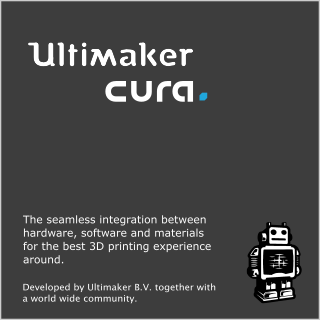 Ultimaker
cura.
The seamless integration between
hardware, software and materials
for the best 3D printing experience
around.
Developed by Ultimaker B.V. together with
a world wide community.